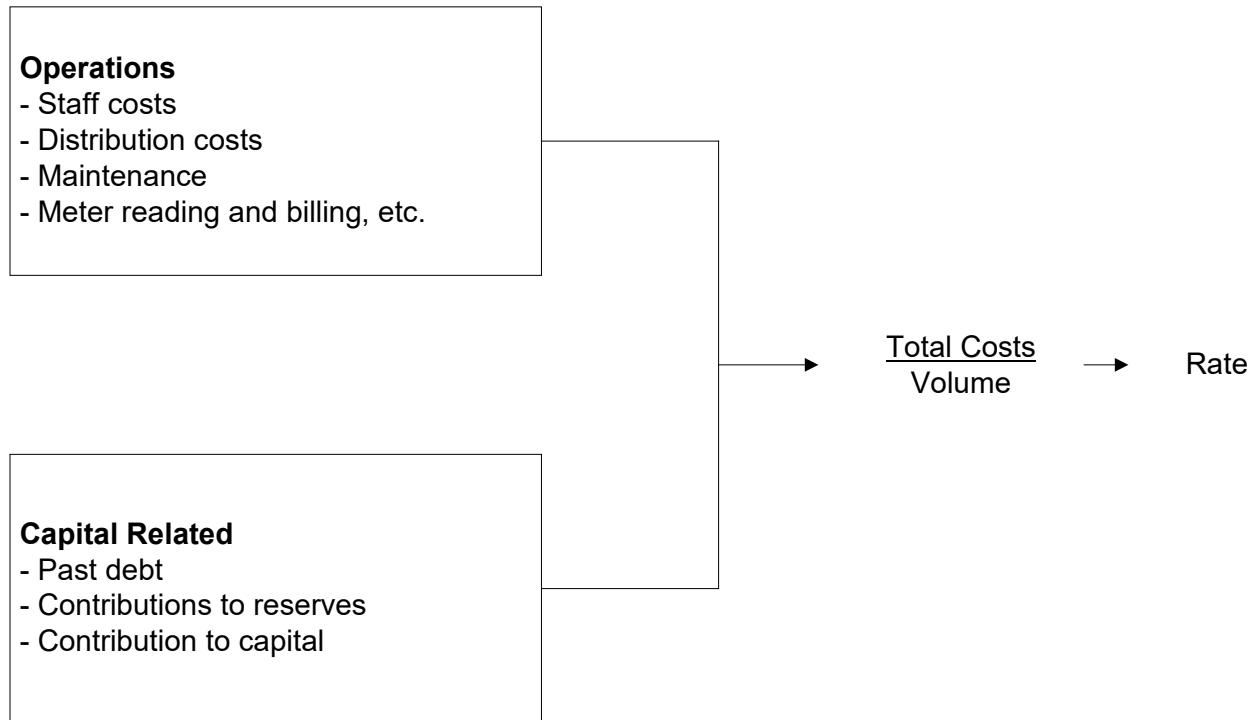 Operations
- Staff costs
- Distribution costs
- Maintenance
- Meter reading and billing, etc.
Total Costs
Volume
Rate
Capital Related
- Past debt
- Contributions to reserves
- Contribution to capital